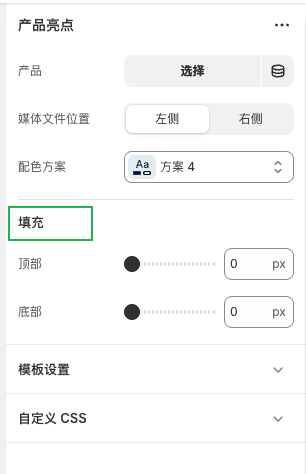 产品亮点
产品 选择
媒体文件位置 左侧 右侧
配色方案 Aa 方案 4
填充
顶部 0 px
底部 0 px
模板设置
自定义 CSS